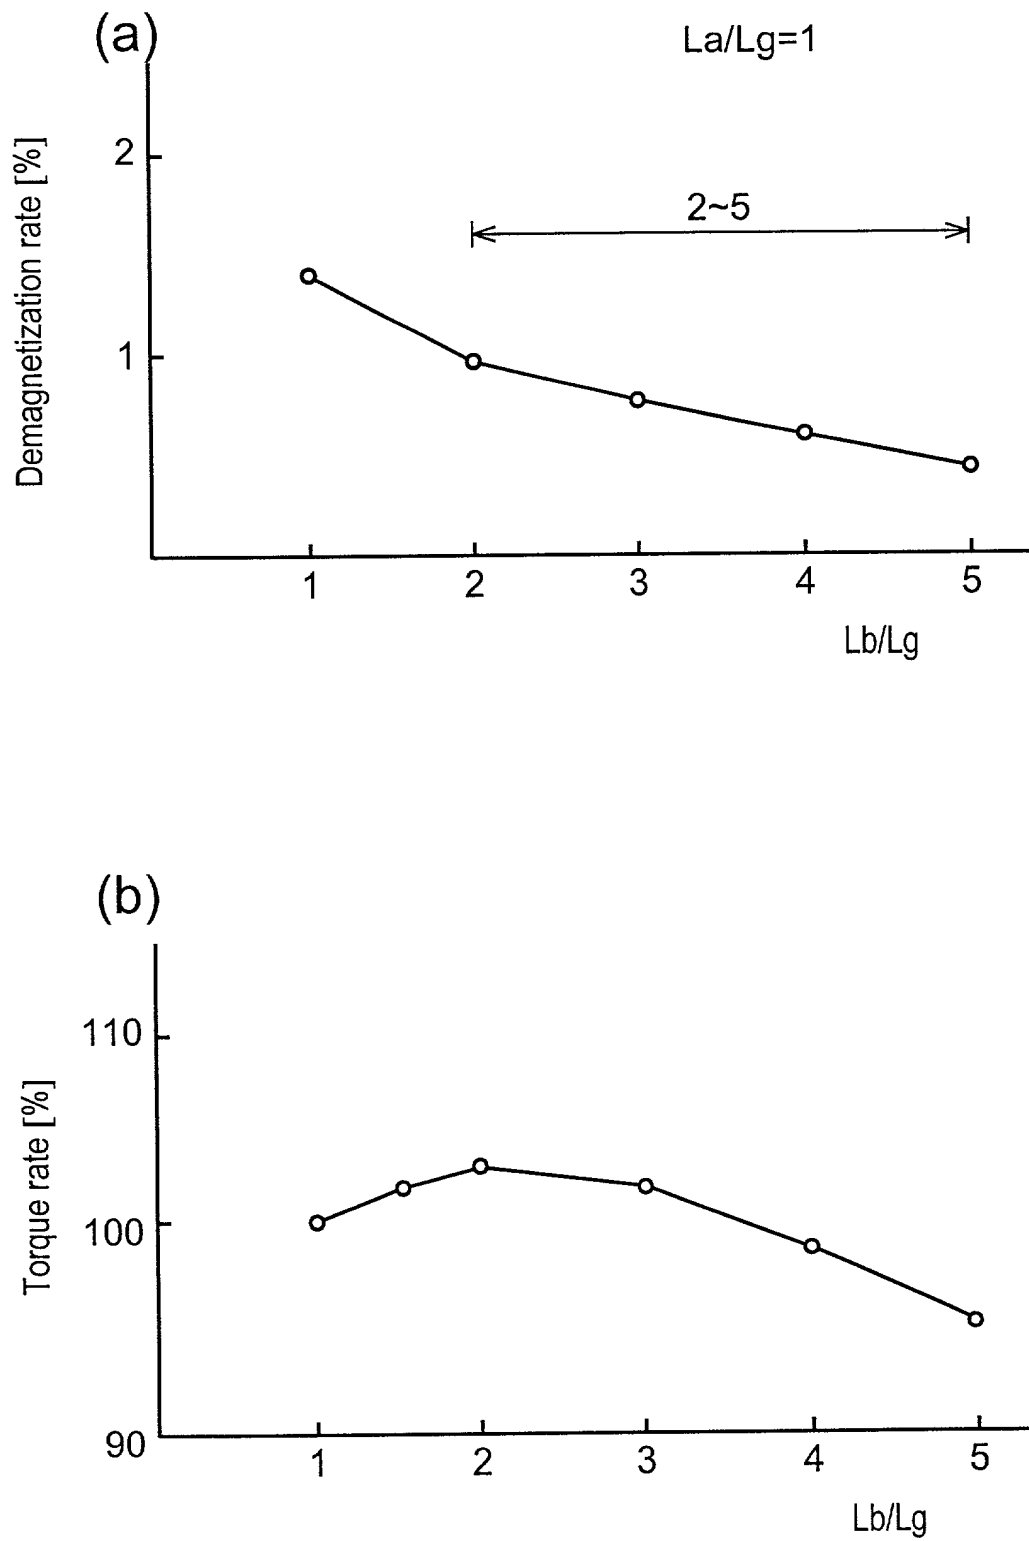 (a)
La/Lg=1
Demagnetization rate [%]
2
1
2~5
1 2 3 4 5
Lb/Lg
(b)
Torque rate [%]
110
100
90
1 2 3 4 5
Lb/Lg